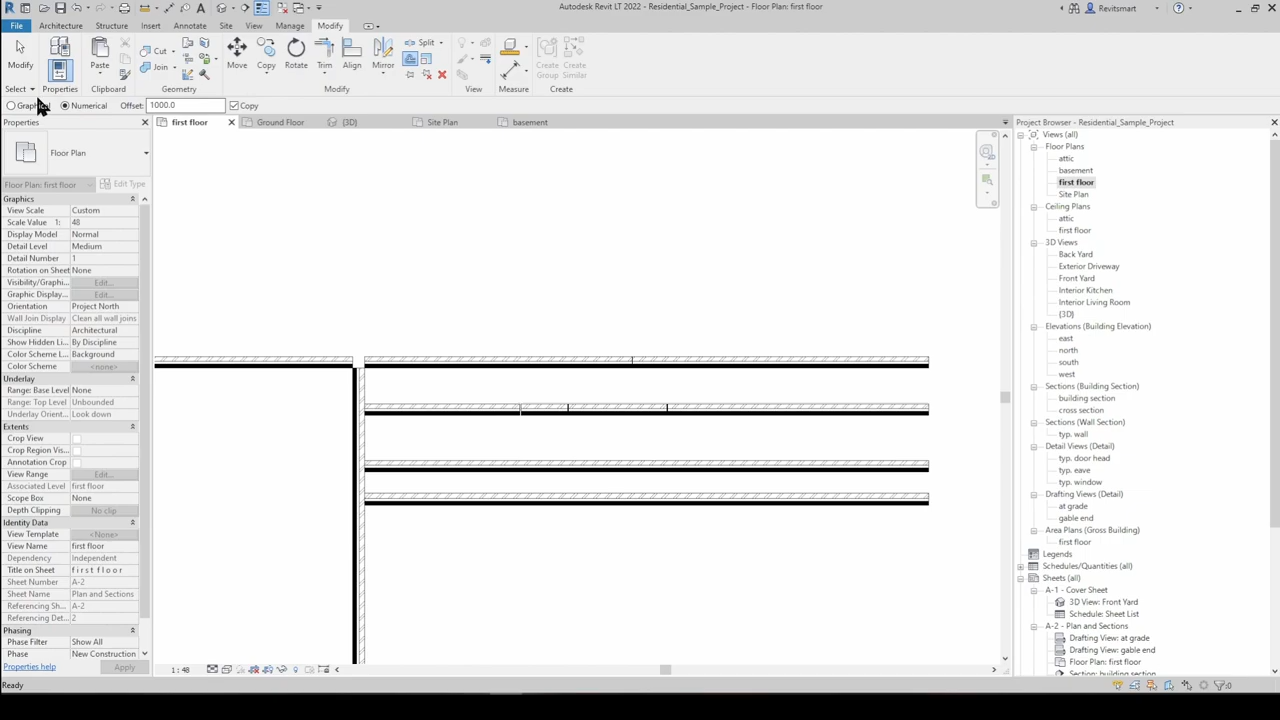 Autodesk Revit LT 2022 - Residential_Sample_Project - Floor Plan: first floor
Revitsmart
File Architecture Structure Insert Annotate Site View Manage Modify
Modify Paste Cut Join Move Copy Rotate Trim Align Mirror Split Create Group Create Similar
Select Properties Clipboard Geometry Modify View Measure Create
Numerical Offset: 1000.0 Copy
Properties
first floor Ground Floor {3D} Site Plan basement
Project Browser - Residential_Sample_Project
Floor Plan
Floor Plan: first floor Edit Type
Graphics
View Scale Custom
Scale Value 1: 48
Display Model Normal
Detail Level Medium
Detail Number 1
Rotation on Sheet None
Visibility/Graphi... Edit...
Graphic Display... Edit...
Orientation Project North
Wall Join Display Clean all wall joins
Discipline Architectural
Show Hidden Li... By Discipline
Color Scheme L... Background
Color Scheme <none>
Underlay
Range: Base Level None
Range: Top Level Unbounded
Underlay Orient... Look down
Extents
Crop View
Crop Region Vis...
Annotation Crop
View Range Edit...
Associated Level first floor
Scope Box None
Depth Clipping No clip
Identity Data
View Template <None>
View Name first floor
Dependency Independent
Title on Sheet f i r s t f l o o r
Sheet Number A-2
Sheet Name Plan and Sections
Referencing Sh... A-2
Referencing Det... 2
Phasing
Phase Filter Show All
Phase New Construction
Properties help Apply
Views (all)
Floor Plans
attic
basement
first floor
Site Plan
Ceiling Plans
attic
first floor
3D Views
Back Yard
Exterior Driveway
Front Yard
Interior Kitchen
Interior Living Room
{3D}
Elevations (Building Elevation)
east
north
south
west
Sections (Building Section)
building section
cross section
Sections (Wall Section)
typ. wall
Detail Views (Detail)
typ. door head
typ. eave
typ. window
Drafting Views (Detail)
at grade
gable end
Area Plans (Gross Building)
first floor
Legends
Schedules/Quantities (all)
Sheets (all)
A-1 - Cover Sheet
3D View: Front Yard
Schedule: Sheet List
A-2 - Plan and Sections
Drafting View: at grade
Drafting View: gable end
Floor Plan: first floor
Section: building section
1 : 48
Ready
:0